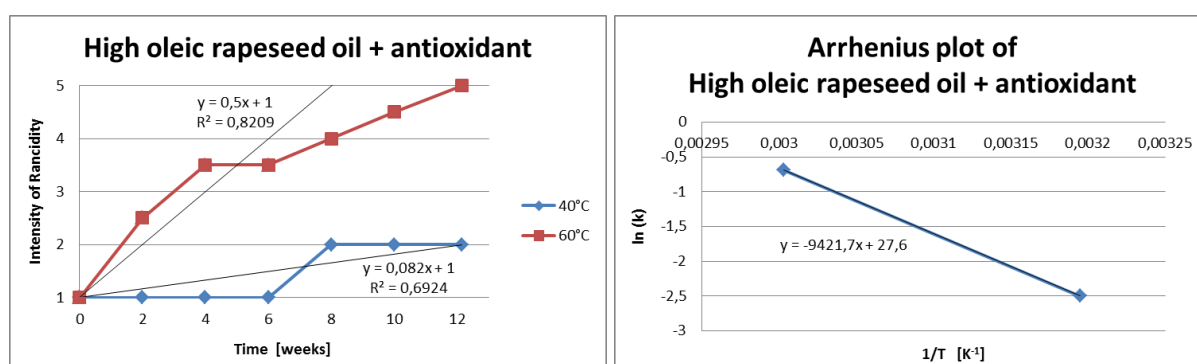 High oleic rapeseed oil + antioxidant
5
4
3
2
1
Intensity of Rancidity
y = 0,5x + 1
R² = 0,8209
y = 0,082x + 1
R² = 0,6924
0 2 4 6 8 10 12
Time [weeks]
40°C
60°C
Arrhenius plot of
High oleic rapeseed oil + antioxidant
0
0,00295 0,003 0,00305 0,0031 0,00315 0,0032 0,00325
-0,5
-1
-1,5
-2
-2,5
-3
ln (k)
y = -9421,7x + 27,6
1/T [K⁻¹]